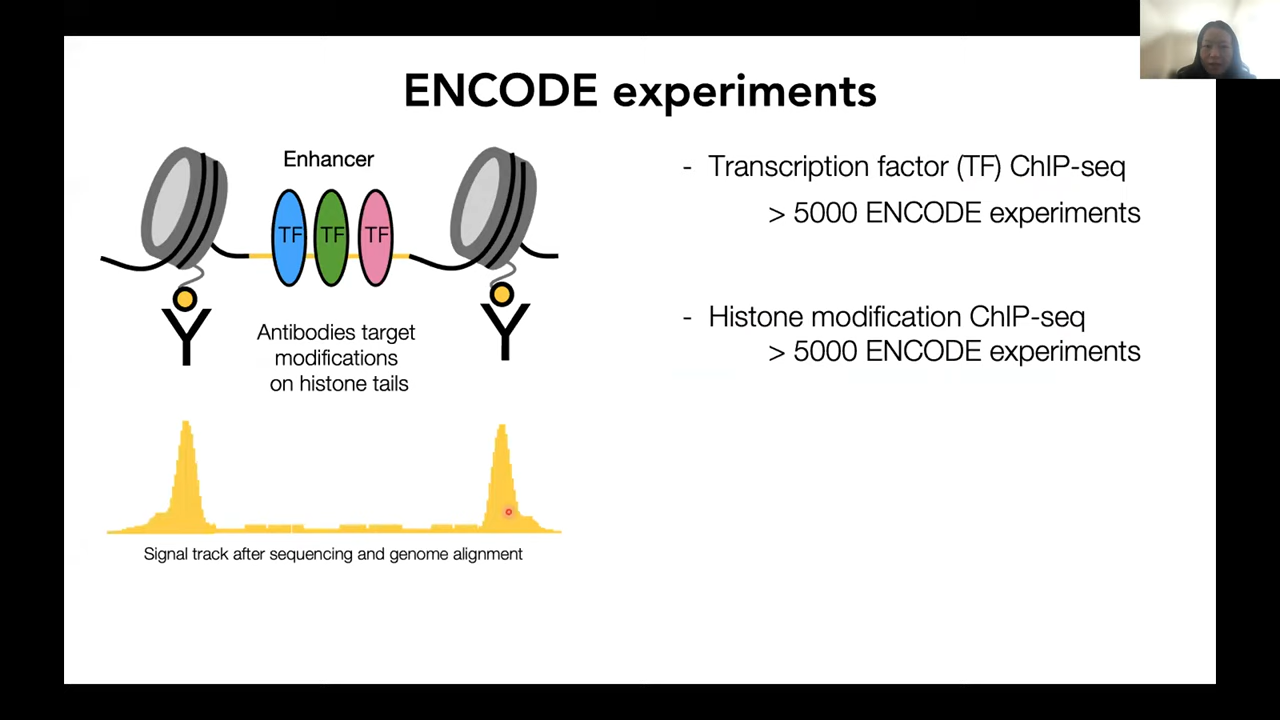 ENCODE experiments
Enhancer
TF TF TF
Antibodies target
modifications
on histone tails
Signal track after sequencing and genome alignment
- Transcription factor (TF) ChIP-seq
> 5000 ENCODE experiments
- Histone modification ChIP-seq
> 5000 ENCODE experiments